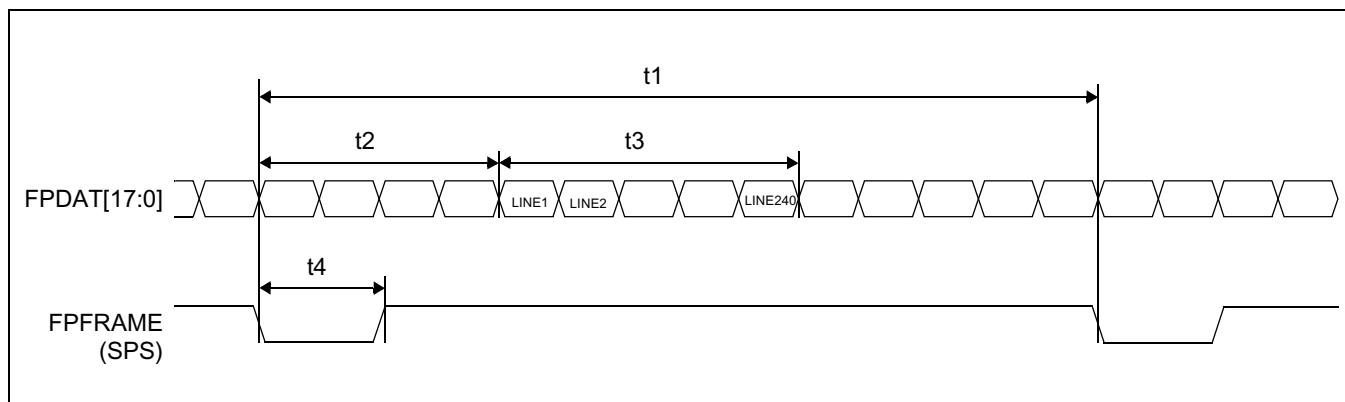 t1
t2
t3
FPDAT[17:0]
LINE1
LINE2
LINE240
t4
FPFRAME
(SPS)